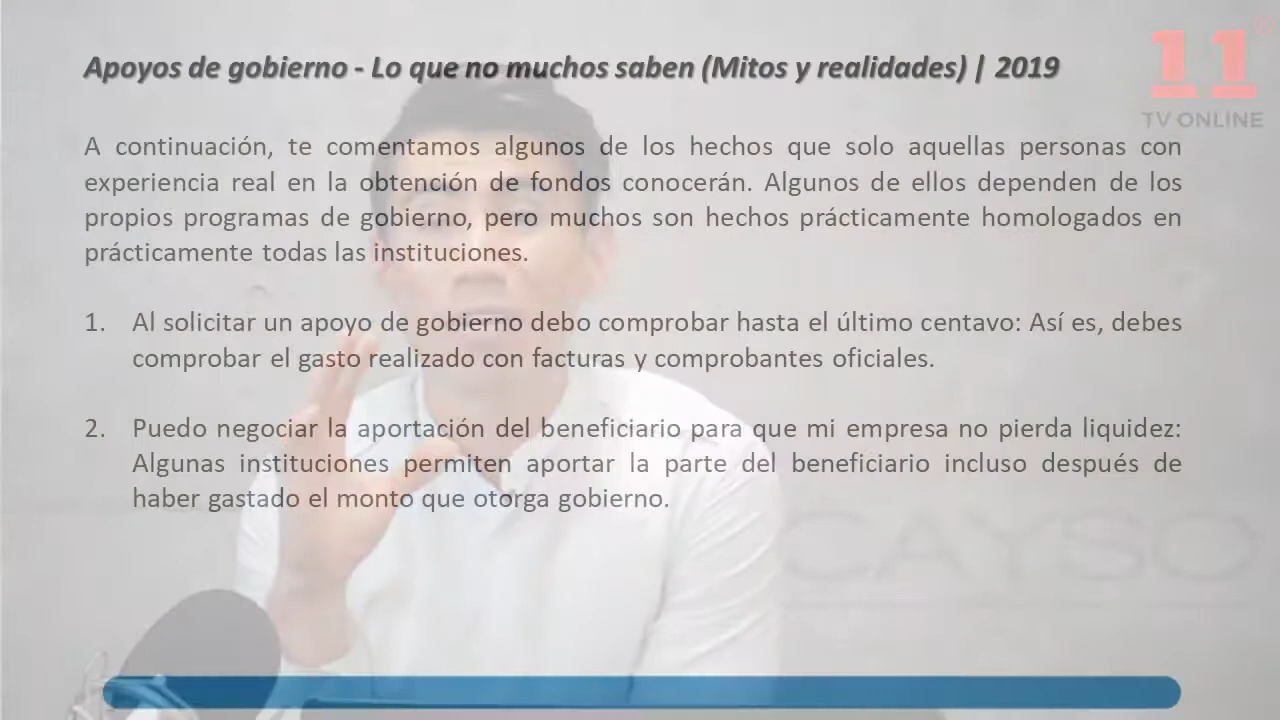 Apoyos de gobierno - Lo que no muchos saben (Mitos y realidades) | 2019
11
TV ONLINE
A continuación, te comentamos algunos de los hechos que solo aquellas personas con
experiencia real en la obtención de fondos conocerán. Algunos de ellos dependen de los
propios programas de gobierno, pero muchos son hechos prácticamente homologados en
prácticamente todas las instituciones.
1. Al solicitar un apoyo de gobierno debo comprobar hasta el último centavo: Así es, debes
comprobar el gasto realizado con facturas y comprobantes oficiales.
2. Puedo negociar la aportación del beneficiario para que mi empresa no pierda liquidez:
Algunas instituciones permiten aportar la parte del beneficiario incluso después de
haber gastado el monto que otorga gobierno.
CAYSO